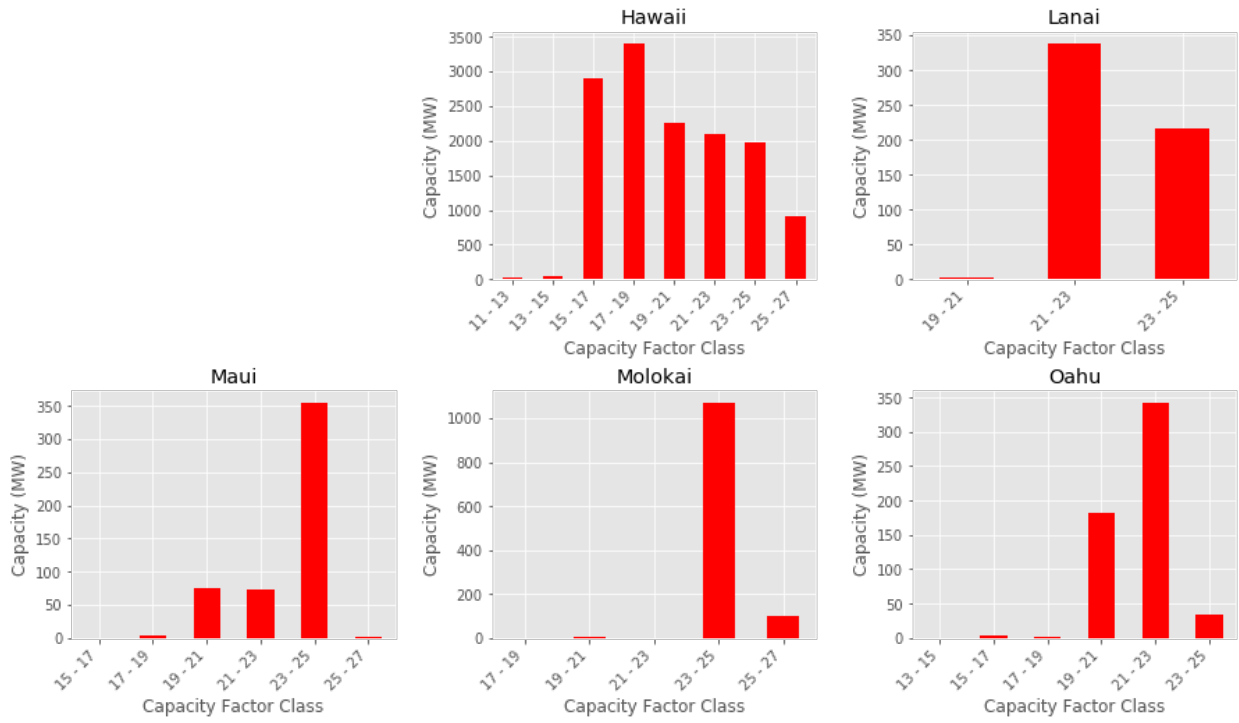 Hawaii
Capacity (MW)
3500
3000
2500
2000
1500
1000
500
0
11 - 13
13 - 15
15 - 17
17 - 19
19 - 21
21 - 23
23 - 25
25 - 27
Capacity Factor Class
Lanai
Capacity (MW)
350
300
250
200
150
100
50
0
19 - 21
21 - 23
23 - 25
Capacity Factor Class
Maui
Capacity (MW)
350
300
250
200
150
100
50
0
15 - 17
17 - 19
19 - 21
21 - 23
23 - 25
25 - 27
Capacity Factor Class
Molokai
Capacity (MW)
1000
800
600
400
200
0
17 - 19
19 - 21
21 - 23
23 - 25
25 - 27
Capacity Factor Class
Oahu
Capacity (MW)
350
300
250
200
150
100
50
0
13 - 15
15 - 17
17 - 19
19 - 21
21 - 23
23 - 25
Capacity Factor Class